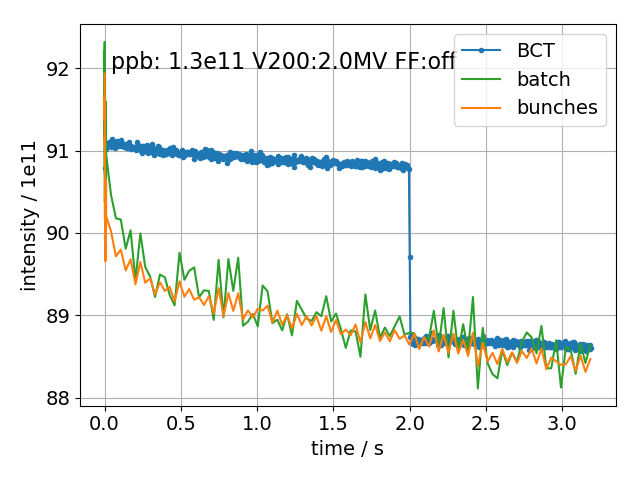 ppb: 1.3e11 V200:2.0MV FF:off
BCT
batch
bunches
intensity / 1e11
92
91
90
89
88
0.0 0.5 1.0 1.5 2.0 2.5 3.0
time / s